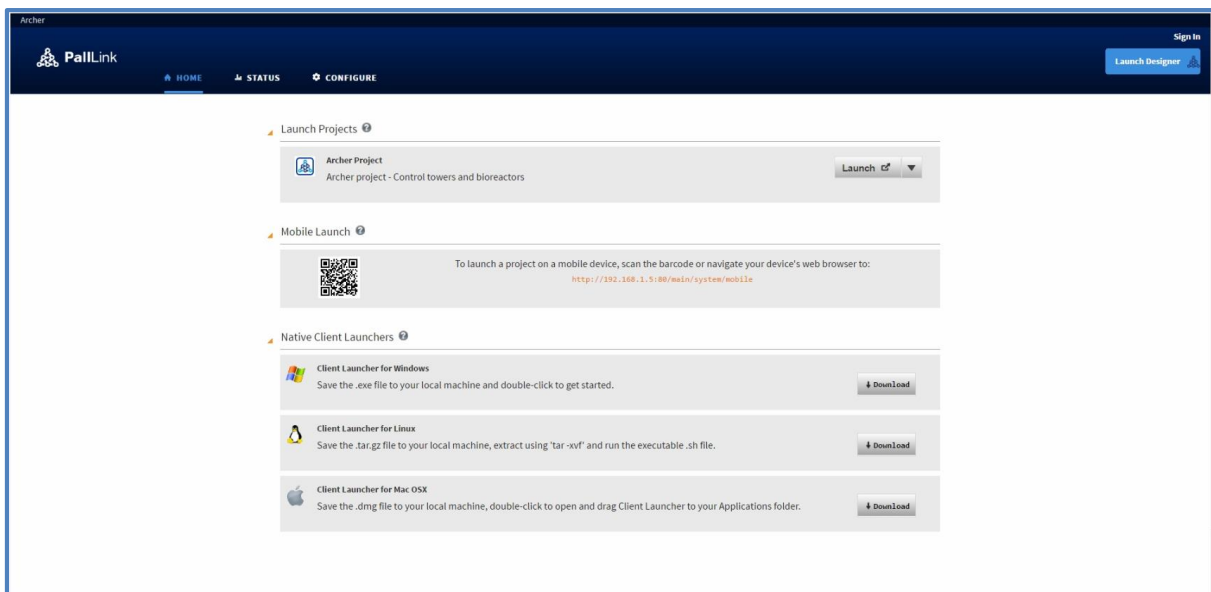 Archer
Sign In
PallLink
Launch Designer
HOME STATUS CONFIGURE
Launch Projects
Archer Project
Archer project - Control towers and bioreactors
Launch
Mobile Launch
To launch a project on a mobile device, scan the barcode or navigate your device's web browser to:
http://192.168.1.5:80/main/system/mobile
Native Client Launchers
Client Launcher for Windows
Save the .exe file to your local machine and double-click to get started.
Download
Client Launcher for Linux
Save the .tar.gz file to your local machine, extract using 'tar -xvf' and run the executable .sh file.
Download
Client Launcher for Mac OSX
Save the .dmg file to your local machine, double-click to open and drag Client Launcher to your Applications folder.
Download